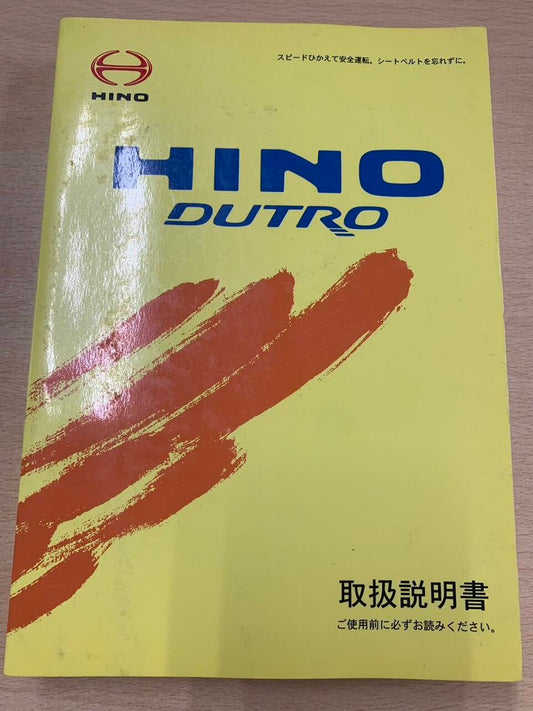 スピードひかえて安全運転。シートベルトを忘れずに。
HINO
HINO
DUTRO
取扱説明書
ご使用前に必ずお読みください。